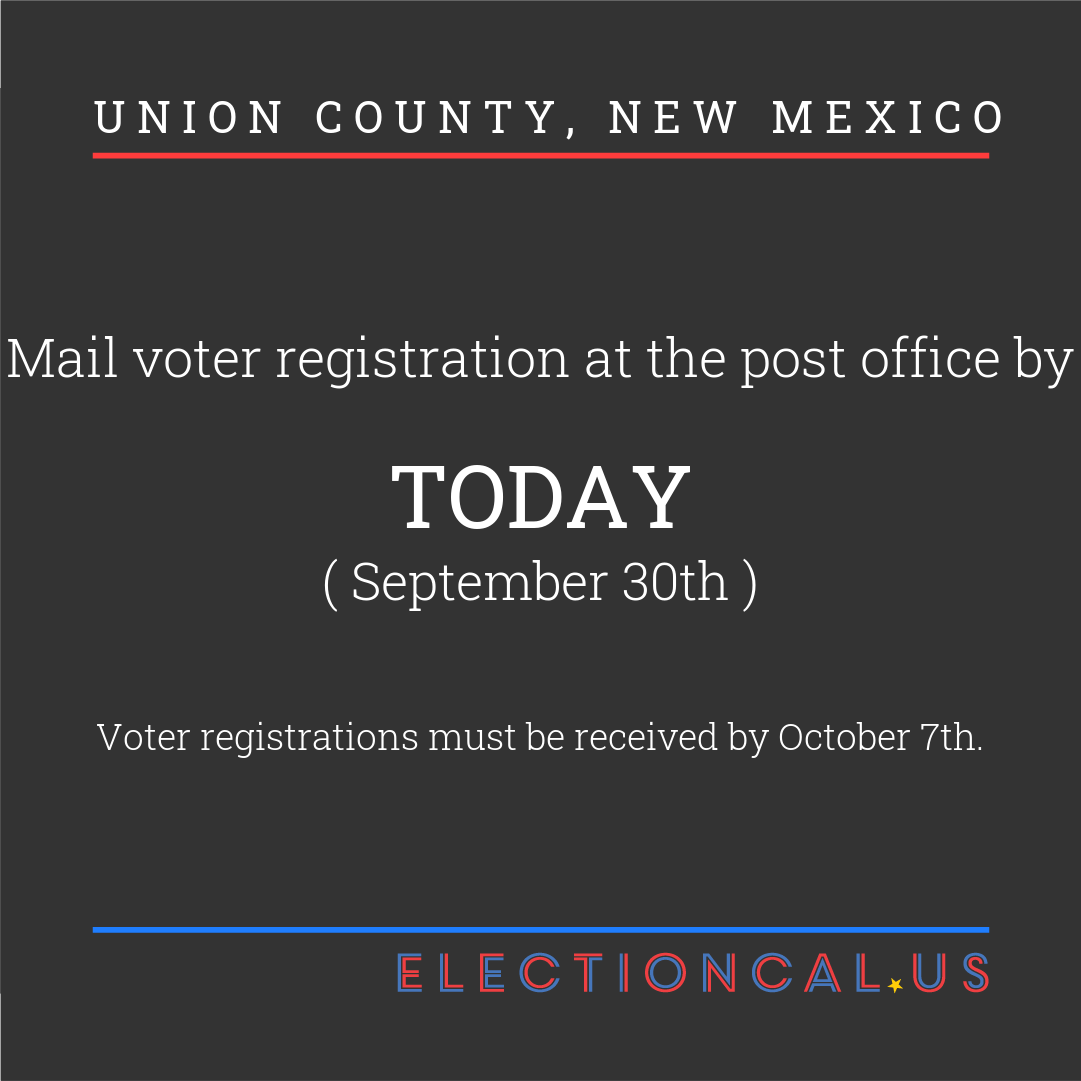 UNION COUNTY, NEW MEXICO
Mail voter registration at the post office by
TODAY
( September 30th )
Voter registrations must be received by October 7th.
ELECTIONCAL.US